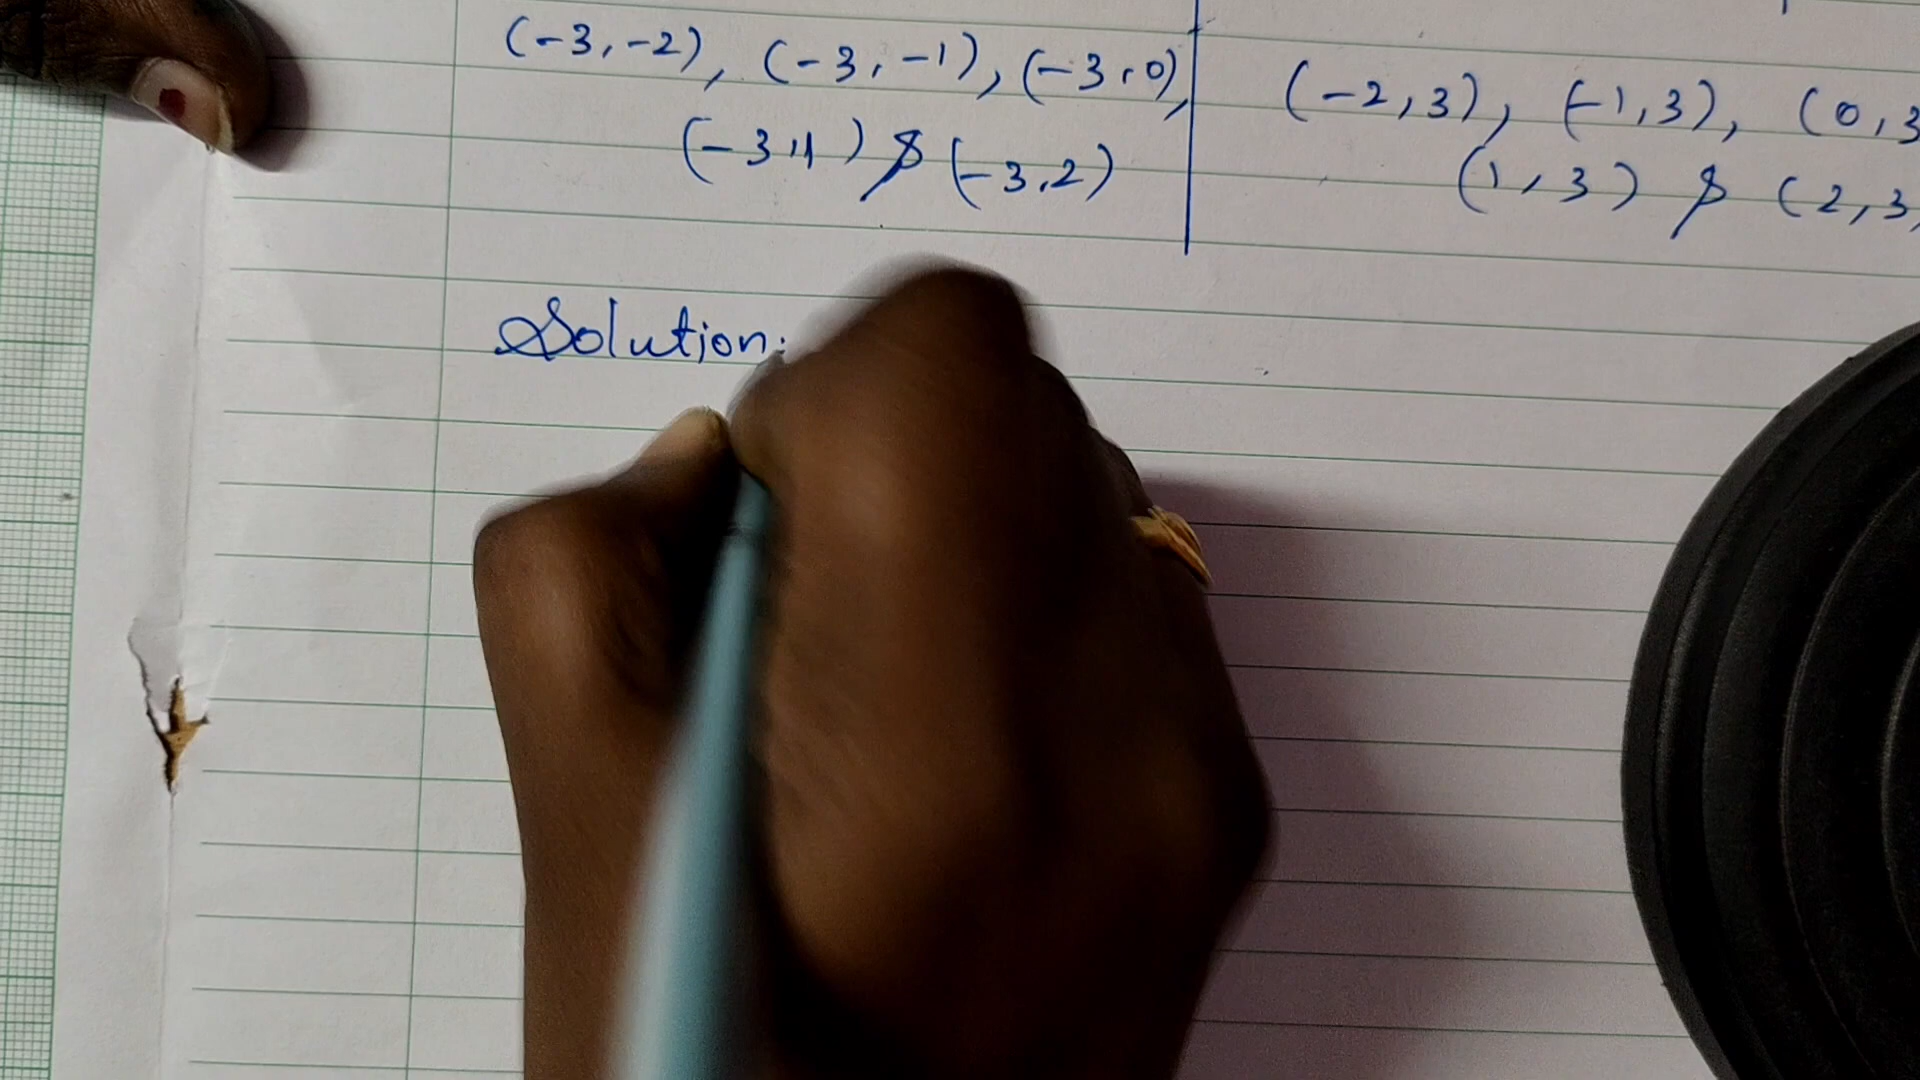 (-3,-2), (-3,-1), (-3,0),
(-3,1) & (-3,2)
(-2,3), (-1,3), (0,3
(1,3) & (2,3)
Solution: